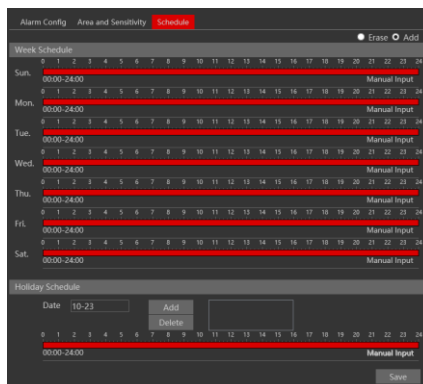 Alarm Config Area and Sensitivity Schedule
Erase Add
Week Schedule
0 1 2 3 4 5 6 7 8 9 10 11 12 13 14 15 16 17 18 19 20 21 22 23 24
Sun.
00:00-24:00 Manual Input
0 1 2 3 4 5 6 7 8 9 10 11 12 13 14 15 16 17 18 19 20 21 22 23 24
Mon.
00:00-24:00 Manual Input
0 1 2 3 4 5 6 7 8 9 10 11 12 13 14 15 16 17 18 19 20 21 22 23 24
Tue.
00:00-24:00 Manual Input
0 1 2 3 4 5 6 7 8 9 10 11 12 13 14 15 16 17 18 19 20 21 22 23 24
Wed.
00:00-24:00 Manual Input
0 1 2 3 4 5 6 7 8 9 10 11 12 13 14 15 16 17 18 19 20 21 22 23 24
Thu.
00:00-24:00 Manual Input
0 1 2 3 4 5 6 7 8 9 10 11 12 13 14 15 16 17 18 19 20 21 22 23 24
Fri.
00:00-24:00 Manual Input
0 1 2 3 4 5 6 7 8 9 10 11 12 13 14 15 16 17 18 19 20 21 22 23 24
Sat.
00:00-24:00 Manual Input
Holiday Schedule
Date 10-23 Add
Delete
0 1 2 3 4 5 6 7 8 9 10 11 12 13 14 15 16 17 18 19 20 21 22 23 24
00:00-24:00 Manual Input
Save